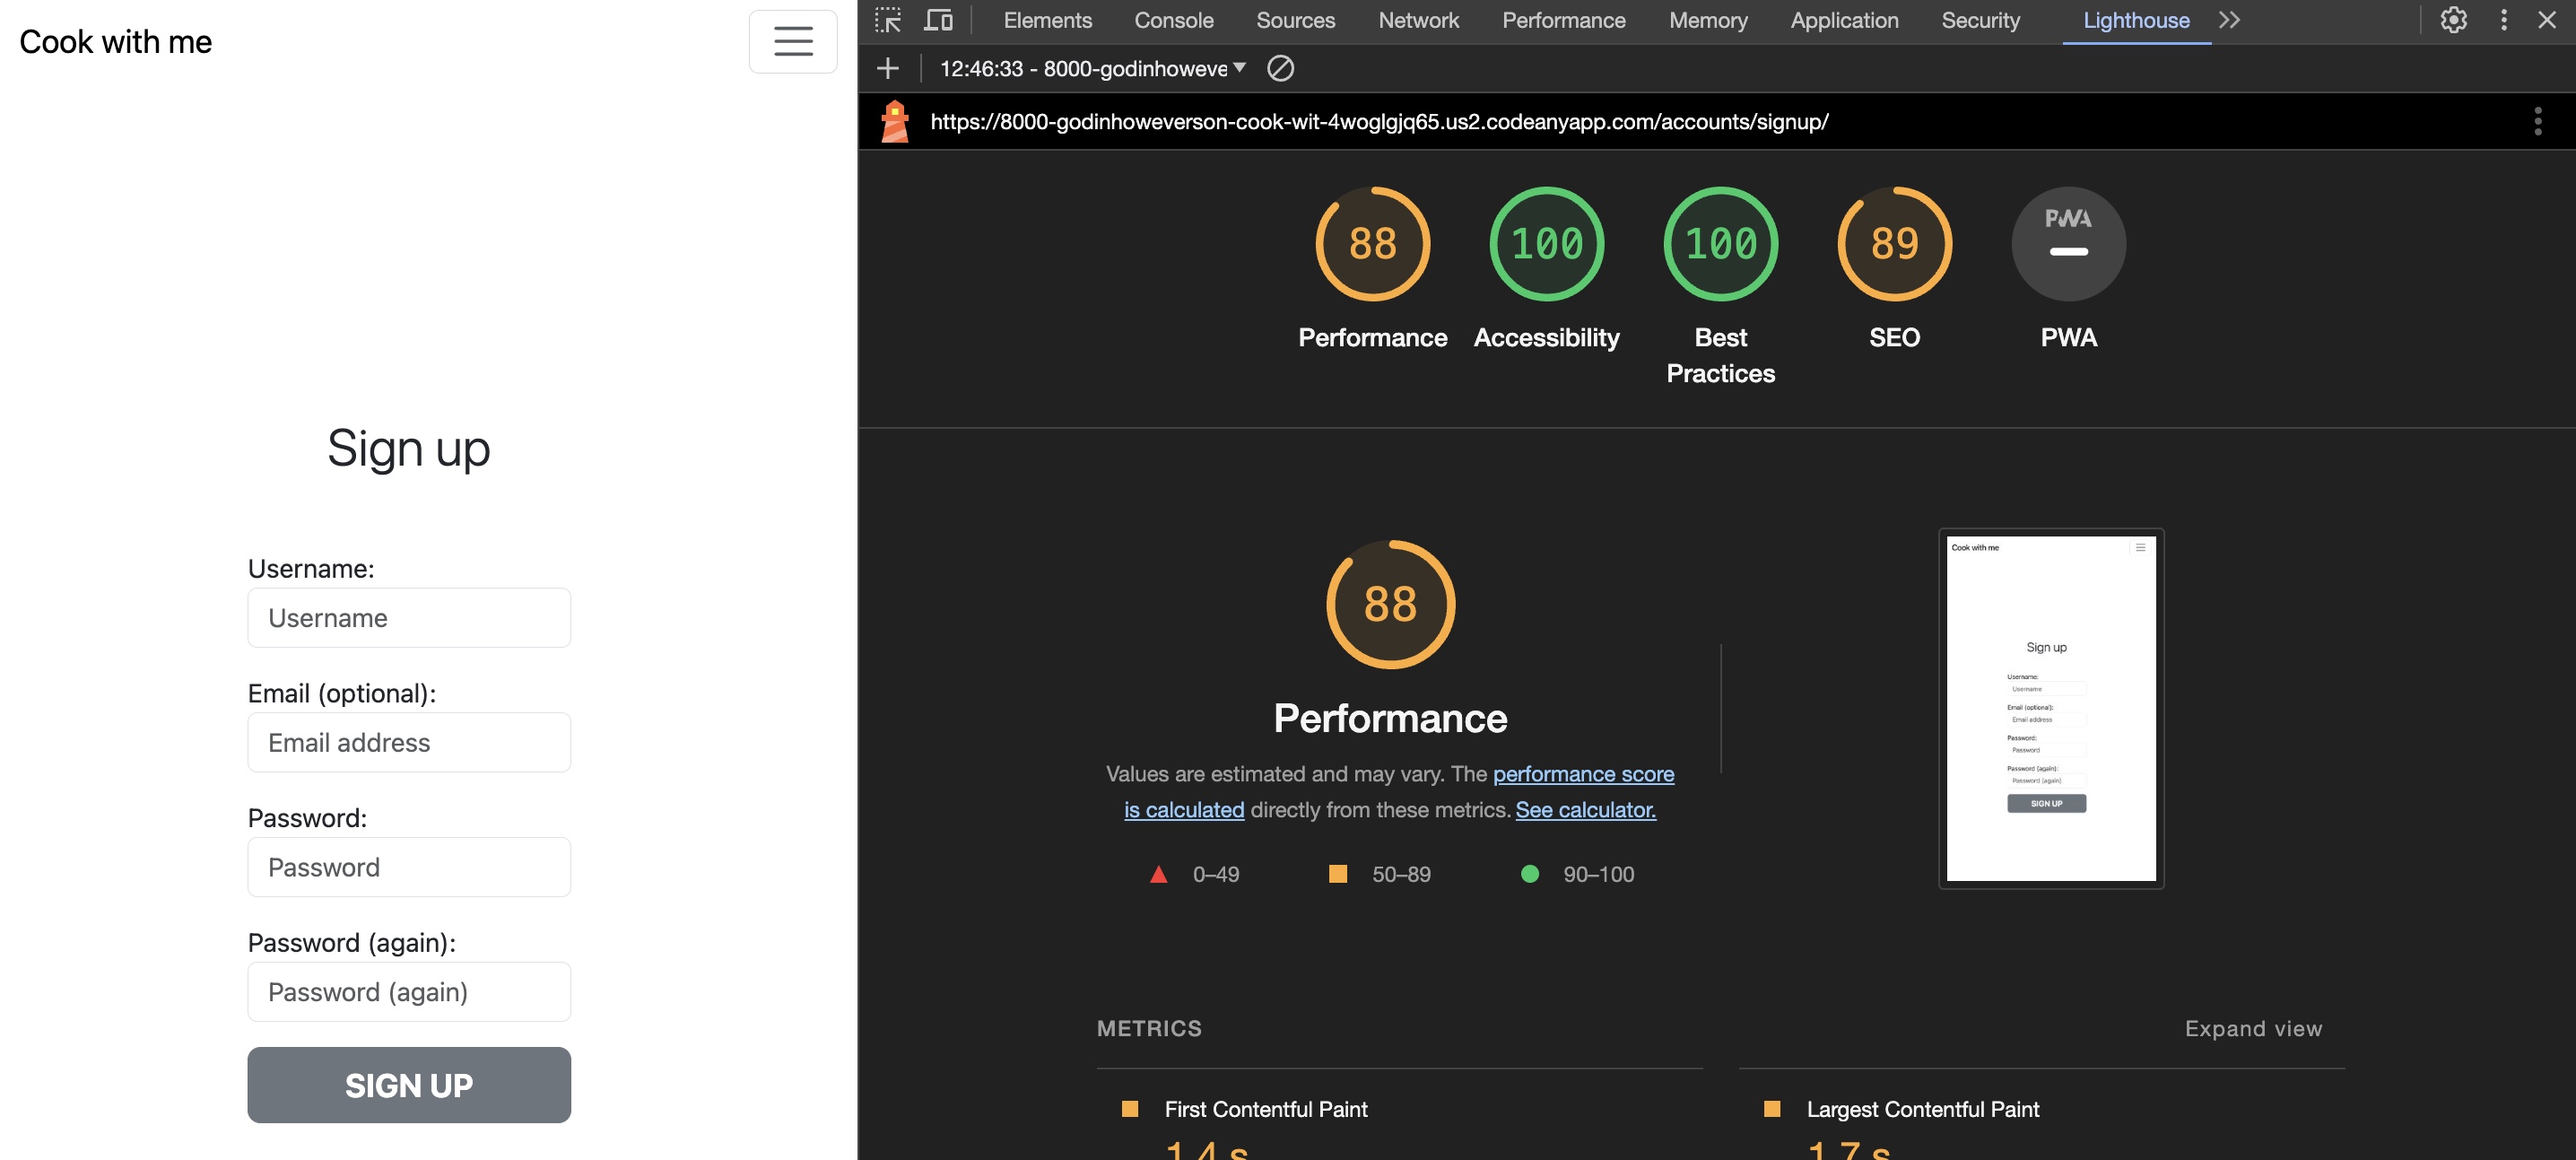 Cook with me
Sign up
Username:
Username
Email (optional):
Email address
Password:
Password
Password (again):
Password (again)
SIGN UP
Elements Console Sources Network Performance Memory Application Security Lighthouse
12:46:33 - 8000-godinhoweve
https://8000-godinhoweverson-cook-wit-4woglgjq65.us2.codeanyapp.com/accounts/signup/
88 100 100 89 PWA
Performance Accessibility Best Practices SEO PWA
88
Performance
Values are estimated and may vary. The performance score
is calculated directly from these metrics. See calculator.
0–49 50–89 90–100
Cook with me
Sign up
Username:
Username
Email (optional):
Email address
Password:
Password
Password (again):
Password (again)
SIGN UP
METRICS Expand view
First Contentful Paint
1.4 s
Largest Contentful Paint
1.7 s